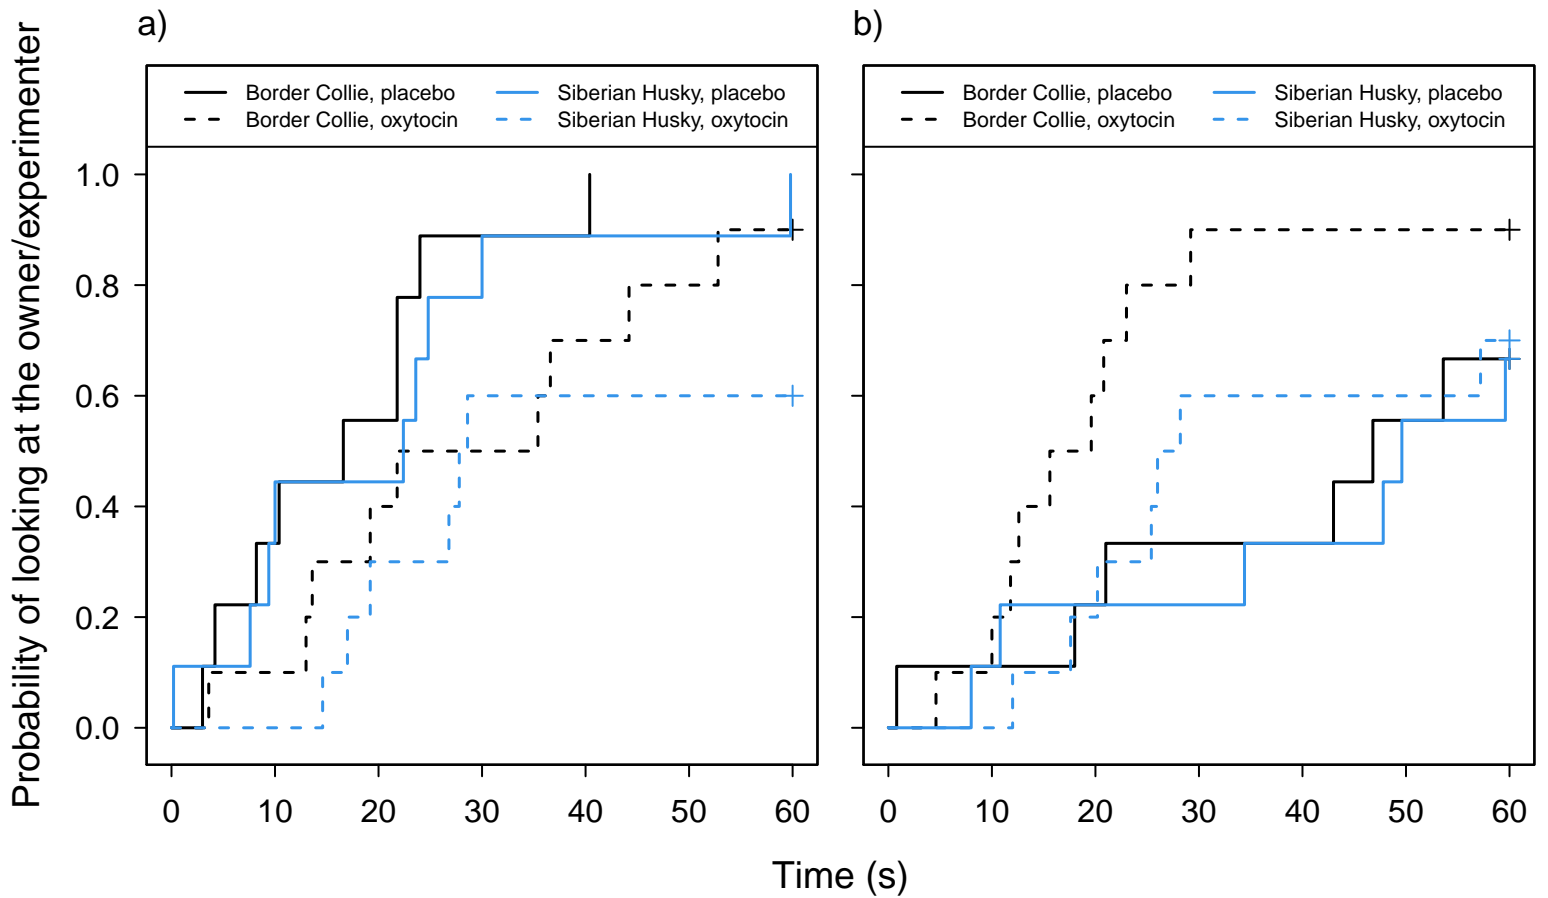 a)
b)
Probability of looking at the owner/experimenter
Border Collie, placebo
Siberian Husky, placebo
Border Collie, oxytocin
Siberian Husky, oxytocin
1.0
0.8
0.6
0.4
0.2
0.0
0 10 20 30 40 50 60
Border Collie, placebo
Siberian Husky, placebo
Border Collie, oxytocin
Siberian Husky, oxytocin
0 10 20 30 40 50 60
Time (s)